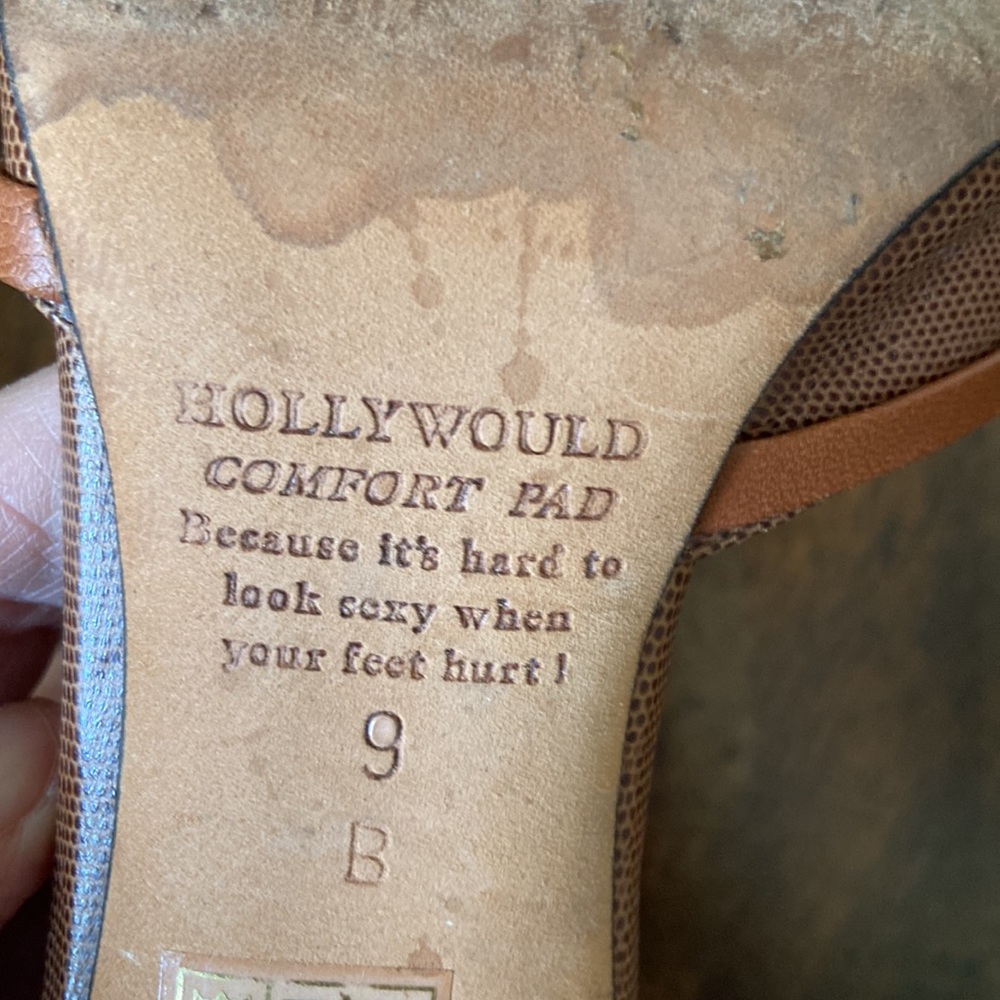 HOLLYWOULD
COMFORT PAD
Because it's hard to
look sexy when
your feet hurt!
9
B